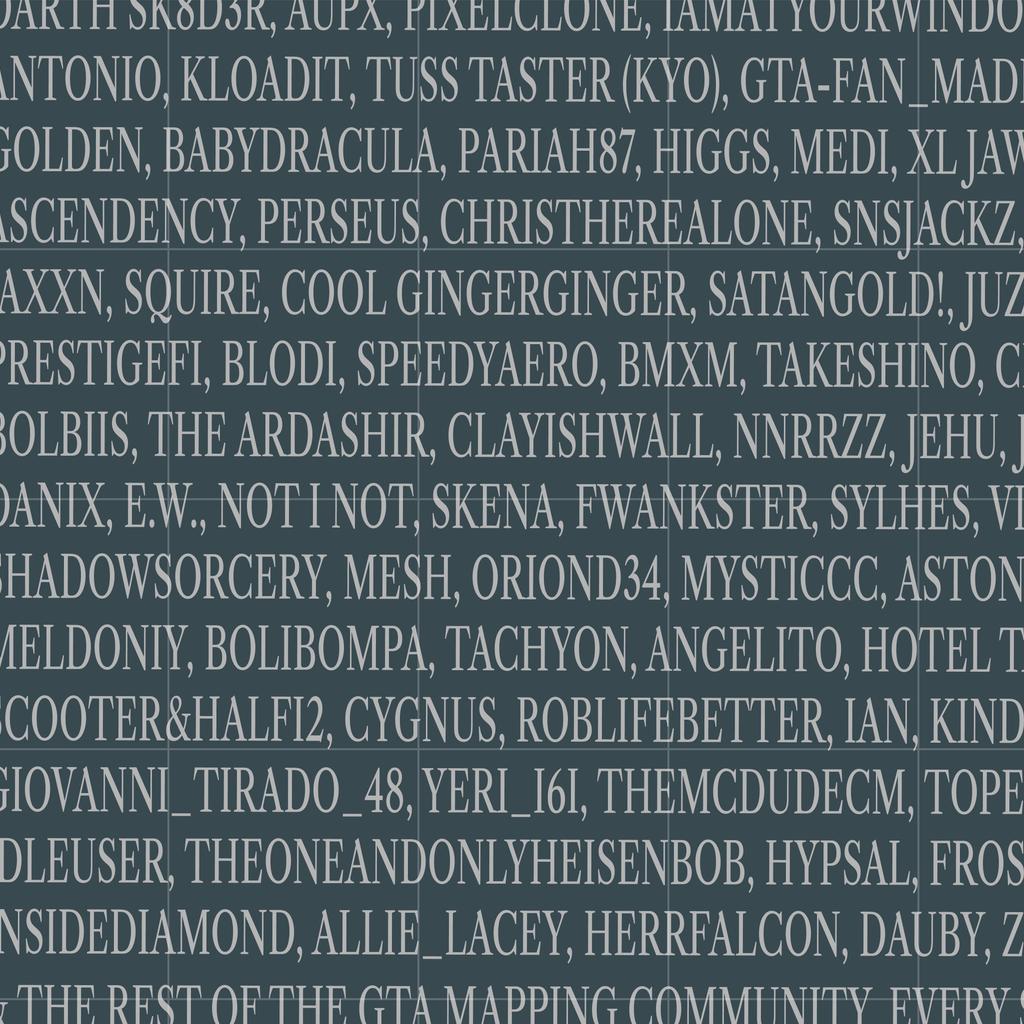 DARTH SK8D3R, AUPX, PIXELCLONE, IAMATYOURWINDO
ANTONIO, KLOADIT, TUSS TASTER (KYO), GTA-FAN_MADE
GOLDEN, BABYDRACULA, PARIAH87, HIGGS, MEDI, XL JAW
ASCENDENCY, PERSEUS, CHRISTHEREALONE, SNSJACKZ,
AXXN, SQUIRE, COOL GINGERGINGER, SATANGOLD!, JUZ
PRESTIGEFI, BLODI, SPEEDYAERO, BMXM, TAKESHINO, C
BOLBIIS, THE ARDASHIR, CLAYISHWALL, NNRRZZ, JEHU, J
DANIX, E.W., NOT I NOT, SKENA, FWANKSTER, SYLHES, VI
SHADOWSORCERY, MESH, ORIOND34, MYSTICCC, ASTON
MELDONIY, BOLIBOMPA, TACHYON, ANGELITO, HOTEL T
SCOOTER&HALFI2, CYGNUS, ROBLIFEBETTER, IAN, KIND
GIOVANNI_TIRADO_48, YERI_I6I, THEMCDUDECM, TOPE
DLEUSER, THEONEANDONLYHEISENBOB, HYPSAL, FROS
NSIDEDIAMOND, ALLIE_LACEY, HERRFALCON, DAUBY, Z
& THE REST OF THE GTA MAPPING COMMUNITY, EVERY S